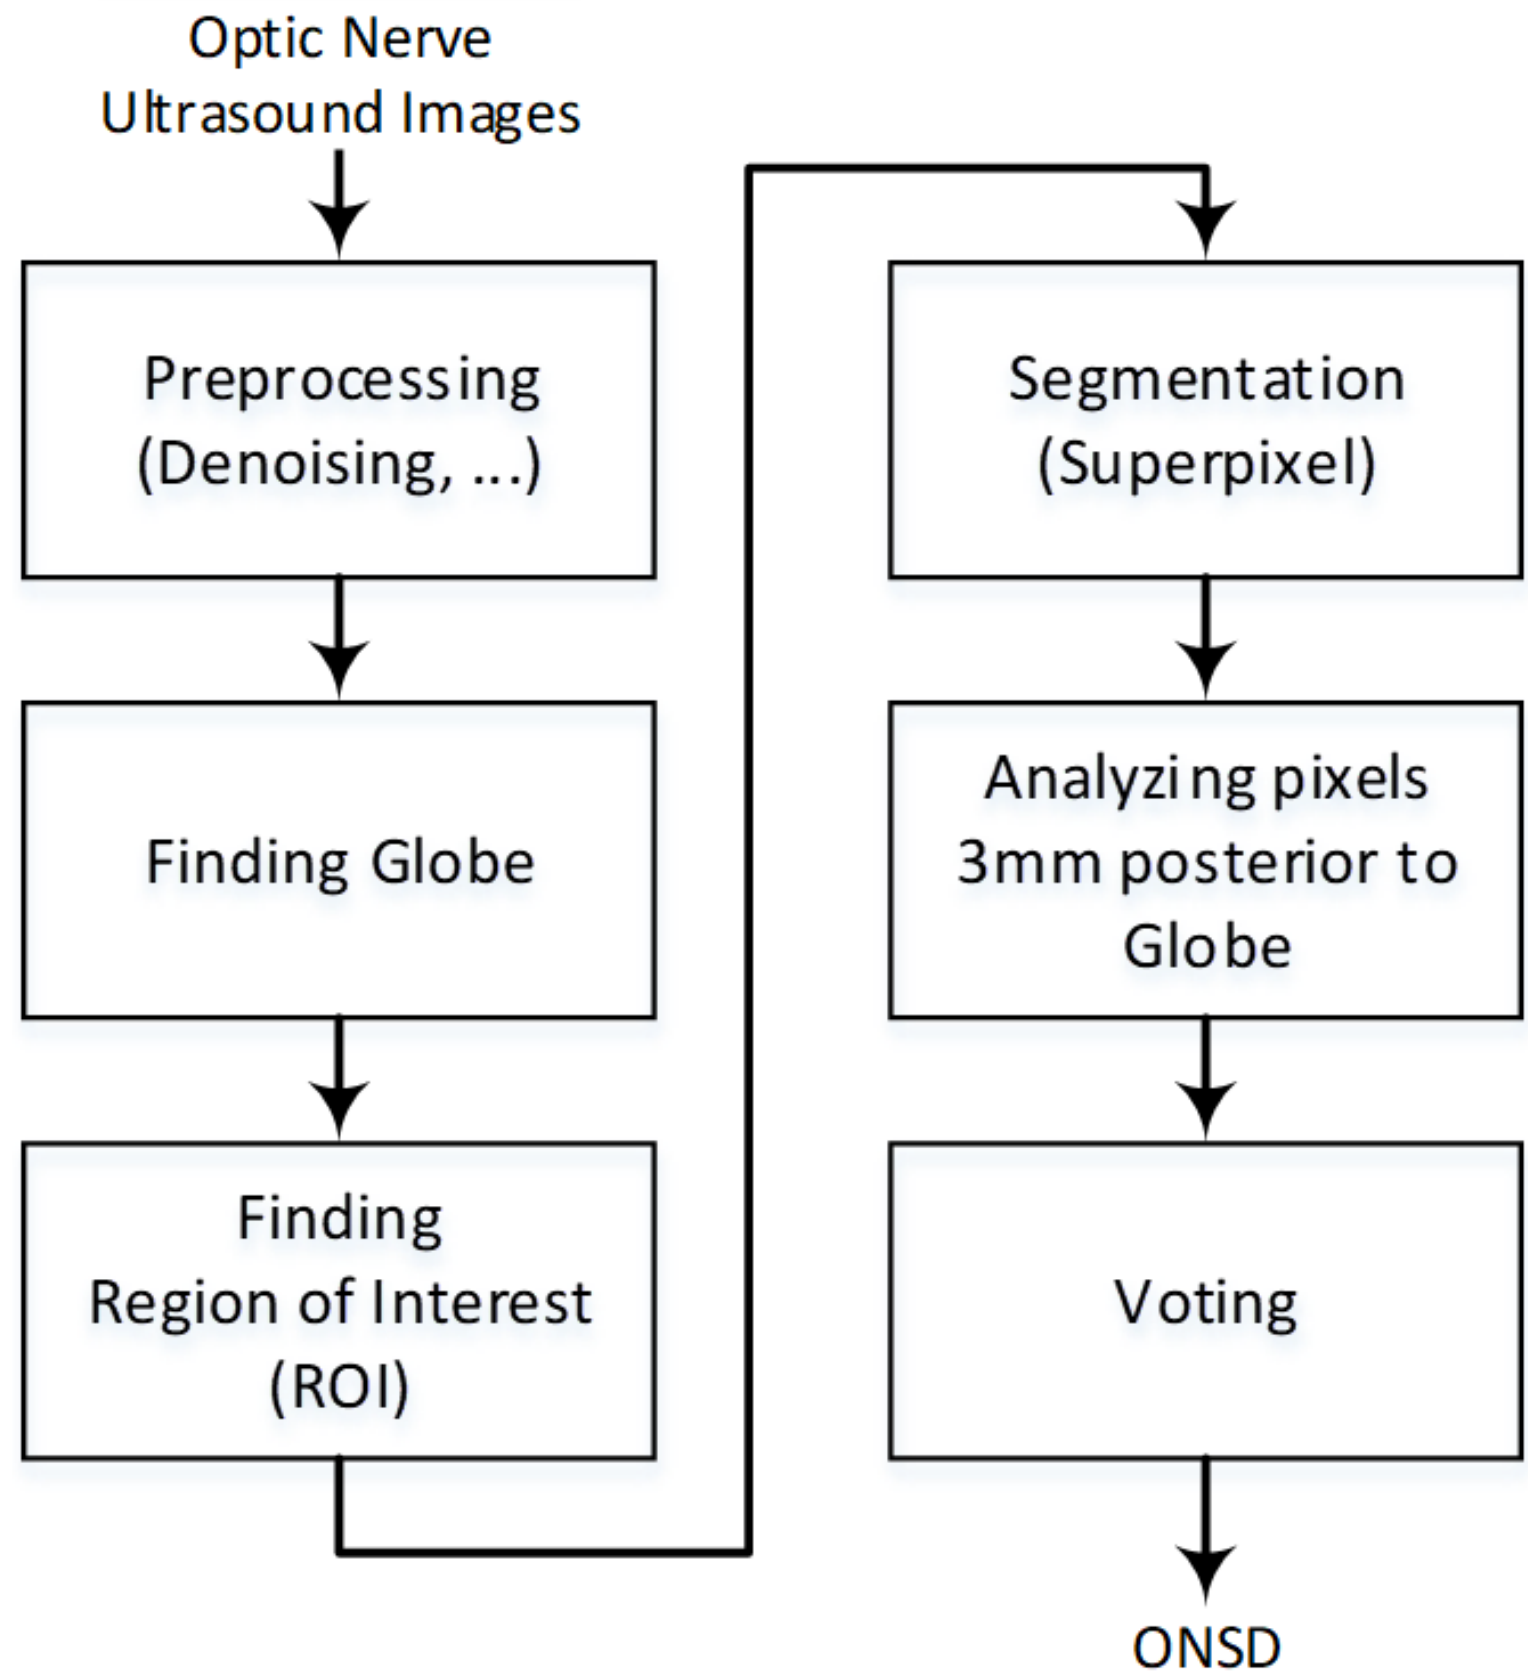 Optic Nerve
Ultrasound Images
Preprocessing
(Denoising, ...)
Finding Globe
Finding
Region of Interest
(ROI)
Segmentation
(Superpixel)
Analyzing pixels
3mm posterior to
Globe
Voting
ONSD